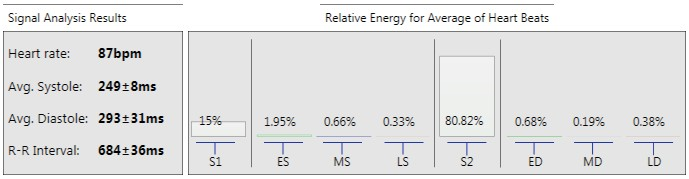 Signal Analysis Results
Relative Energy for Average of Heart Beats
Heart rate: 87bpm
Avg. Systole: 249±8ms
Avg. Diastole: 293±31ms
R-R Interval: 684±36ms
15% 1.95% 0.66% 0.33% 80.82% 0.68% 0.19% 0.38%
S1 ES MS LS S2 ED MD LD